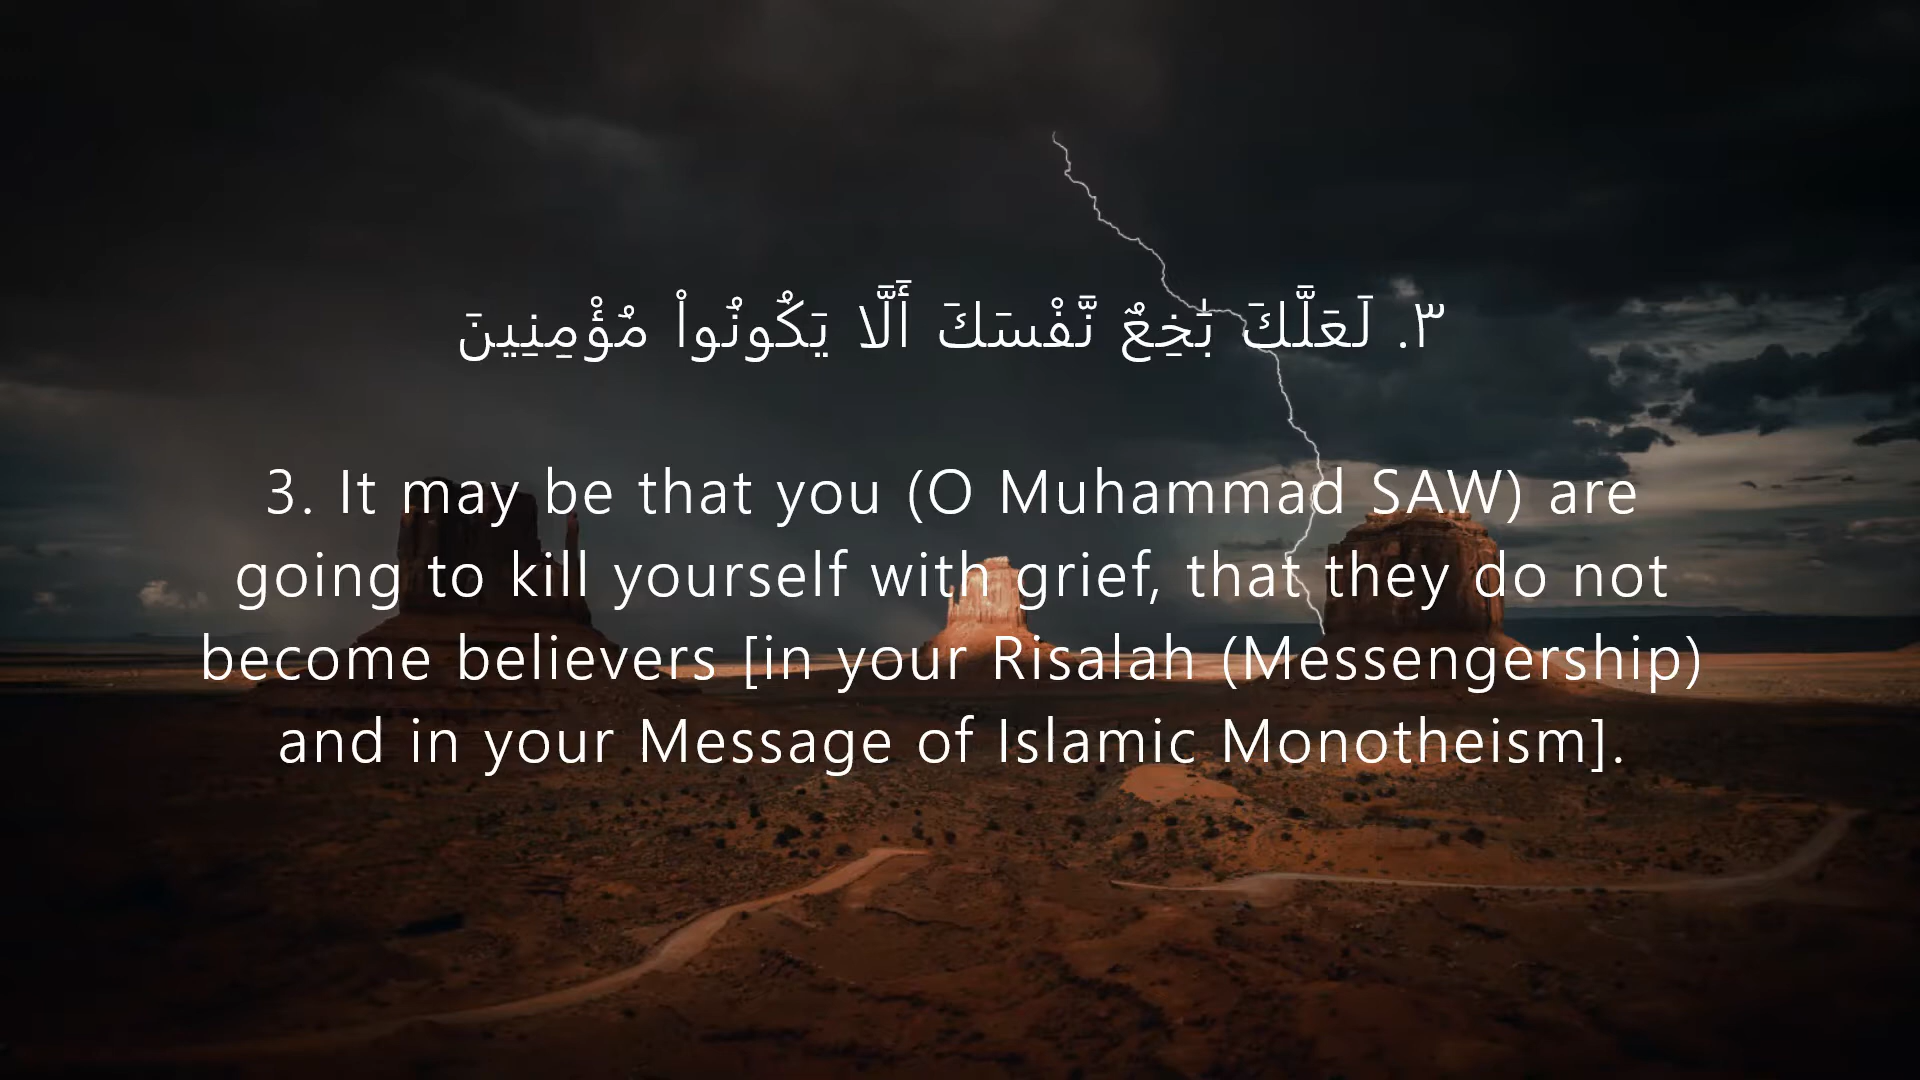 ٣. لَعَلَّكَ بَٰخِعٌ نَّفْسَكَ أَلَّا يَكُونُوا۟ مُؤْمِنِينَ
3. It may be that you (O Muhammad SAW) are
going to kill yourself with grief, that they do not
become believers [in your Risalah (Messengership)
and in your Message of Islamic Monotheism].